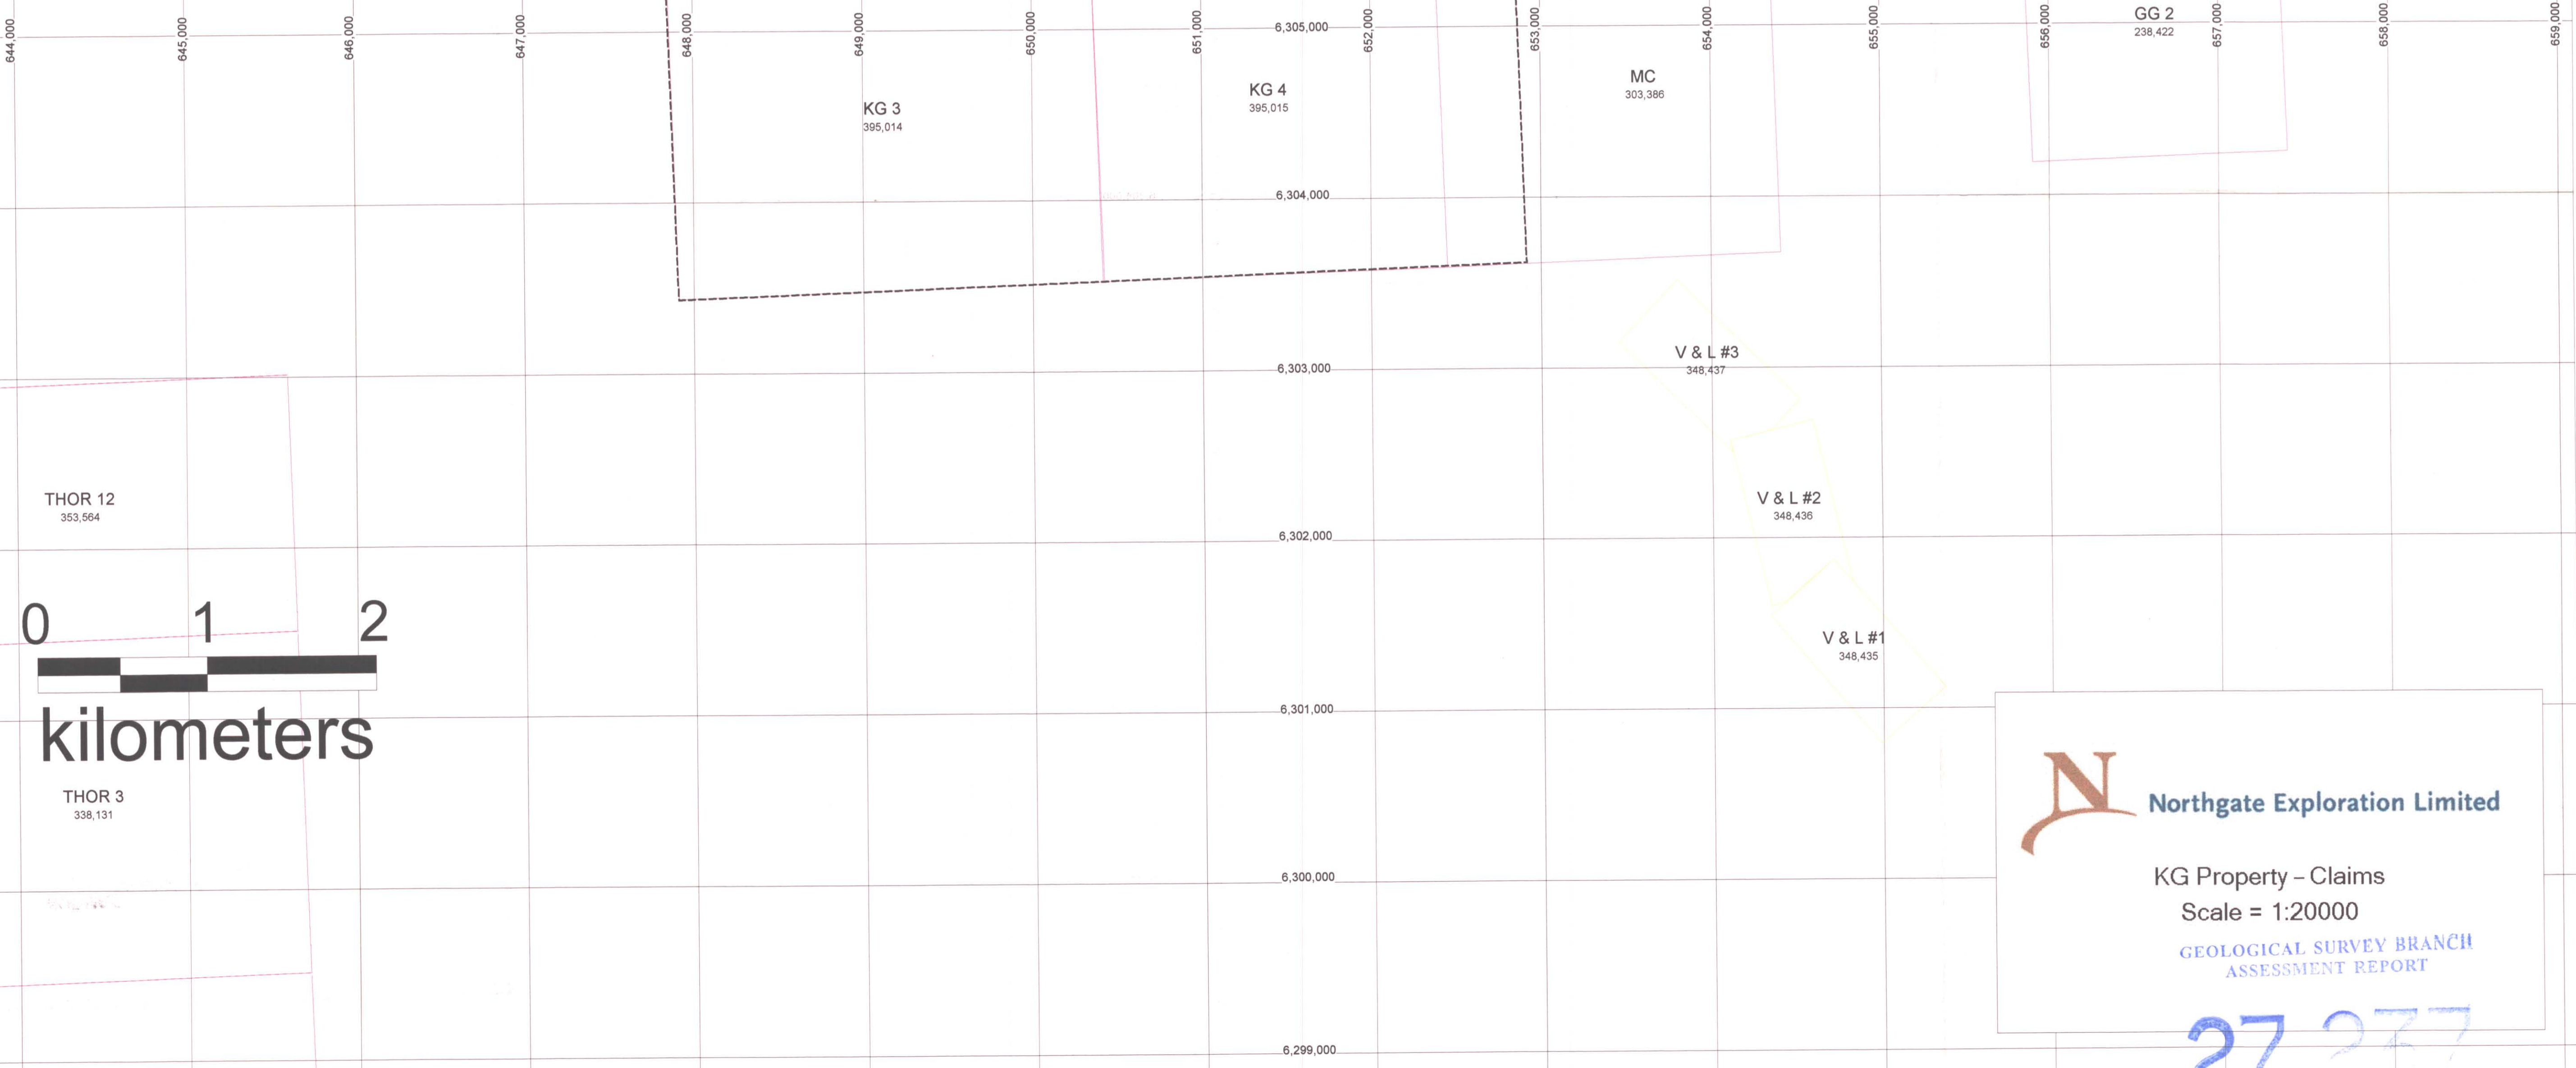 644,000
645,000
646,000
647,000
648,000
649,000
650,000
651,000
652,000
653,000
654,000
655,000
656,000
657,000
658,000
659,000
6,305,000
GG 2
238,422
MC
303,386
KG 4
395,015
KG 3
395,014
6,304,000
V & L #3
348,437
6,303,000
THOR 12
353,564
V & L #2
348,436
6,302,000
0 1 2
kilometers
V & L #1
348,435
6,301,000
THOR 3
338,131
6,300,000
6,299,000
N
Northgate Exploration Limited
KG Property – Claims
Scale = 1:20000
GEOLOGICAL SURVEY BRANCH
ASSESSMENT REPORT
27